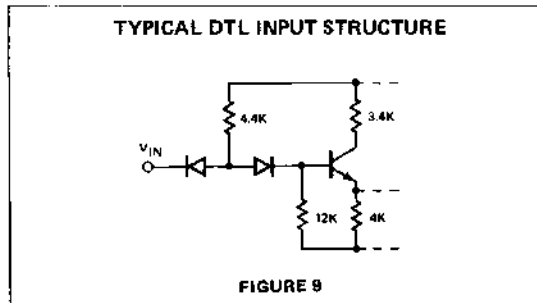 TYPICAL DTL INPUT STRUCTURE
4.4K
3.4K
VIN
12K
4K
FIGURE 9